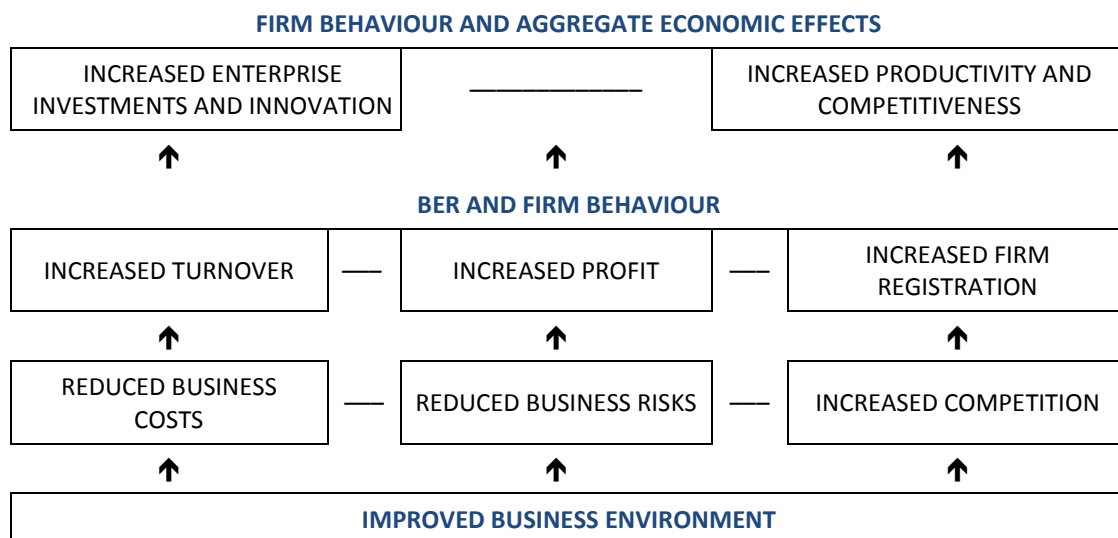 FIRM BEHAVIOUR AND AGGREGATE ECONOMIC EFFECTS
INCREASED ENTERPRISE
INVESTMENTS AND INNOVATION
INCREASED PRODUCTIVITY AND
COMPETITIVENESS
BER AND FIRM BEHAVIOUR
INCREASED TURNOVER
INCREASED PROFIT
INCREASED FIRM
REGISTRATION
REDUCED BUSINESS
COSTS
REDUCED BUSINESS RISKS
INCREASED COMPETITION
IMPROVED BUSINESS ENVIRONMENT